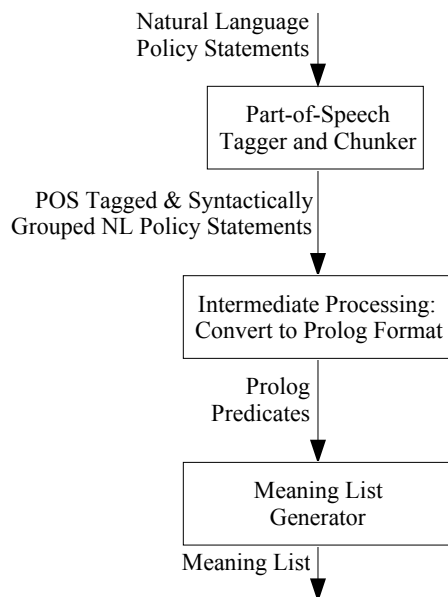 Natural Language
Policy Statements
Part-of-Speech
Tagger and Chunker
POS Tagged & Syntactically
Grouped NL Policy Statements
Intermediate Processing:
Convert to Prolog Format
Prolog
Predicates
Meaning List
Generator
Meaning List